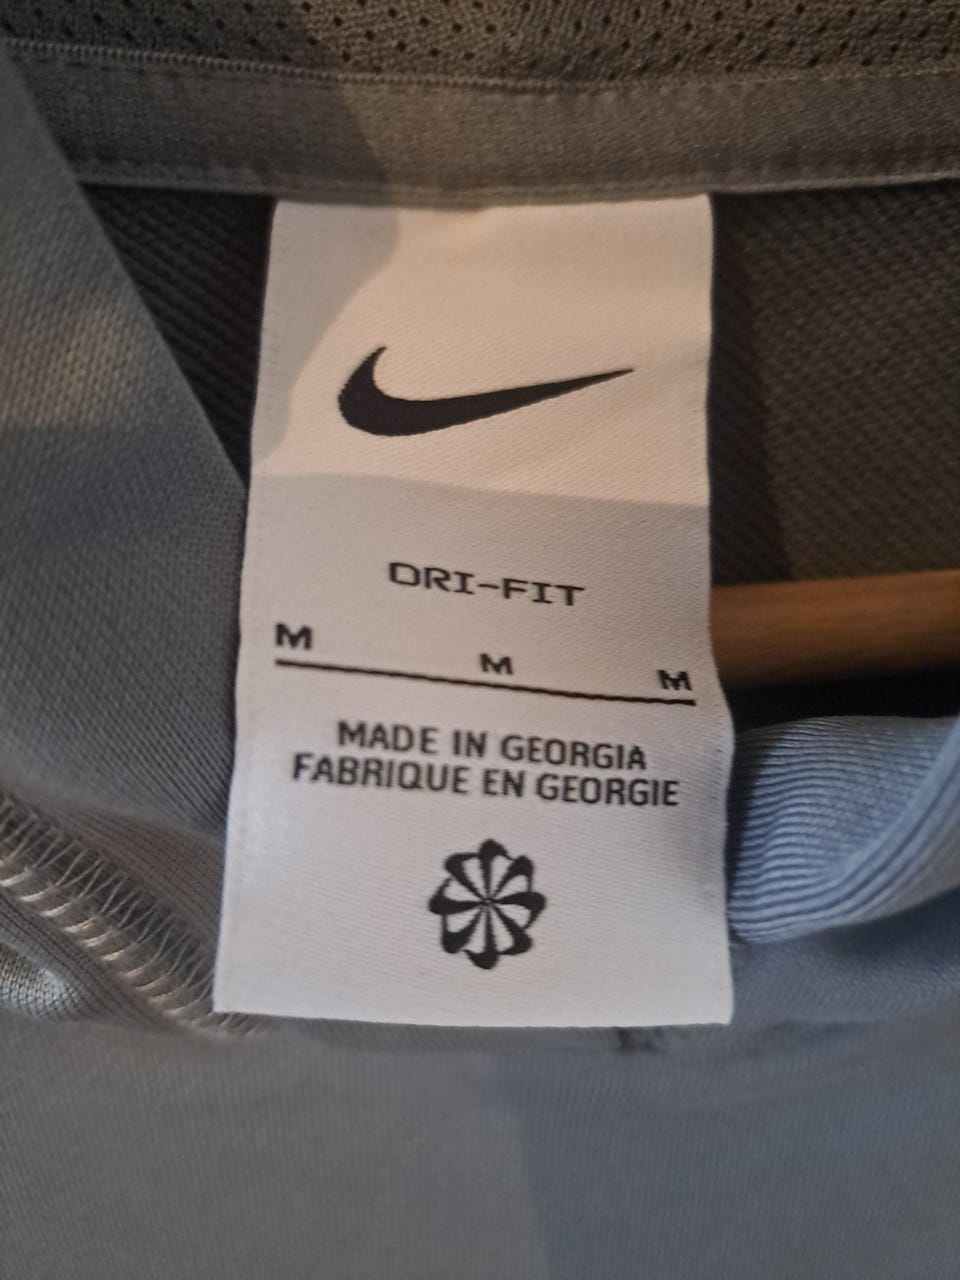 DRI-FIT
M M M
MADE IN GEORGIA
FABRIQUE EN GEORGIE